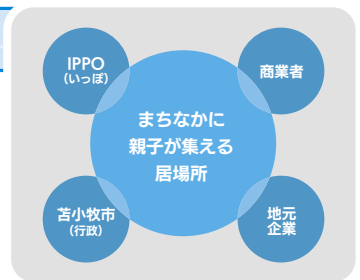 IPPO
(いっぽ)
商業者
まちなかに
親子が集える
居場所
苫小牧市
(行政)
地元
企業